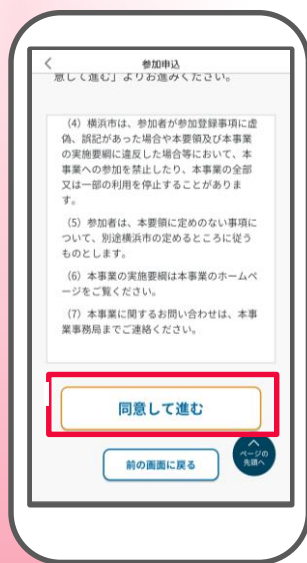 参加申込
意して進む」よりお進みください。
(4) 横浜市は、参加者が参加登録事項に虚
偽、誤記があった場合や本要領及び本事業
の実施要綱に違反した場合等において、本
事業への参加を禁止したり、本事業の全部
又は一部の利用を停止することがありま
す。
(5) 参加者は、本要領に定めのない事項に
ついて、別途横浜市の定めるところに従う
ものとします。
(6) 本事業の実施要綱は本事業のホームペ
ージをご覧ください。
(7) 本事業に関するお問い合わせは、本事
業事務局までご連絡ください。
同意して進む
前の画面に戻る
ページの
先頭へ